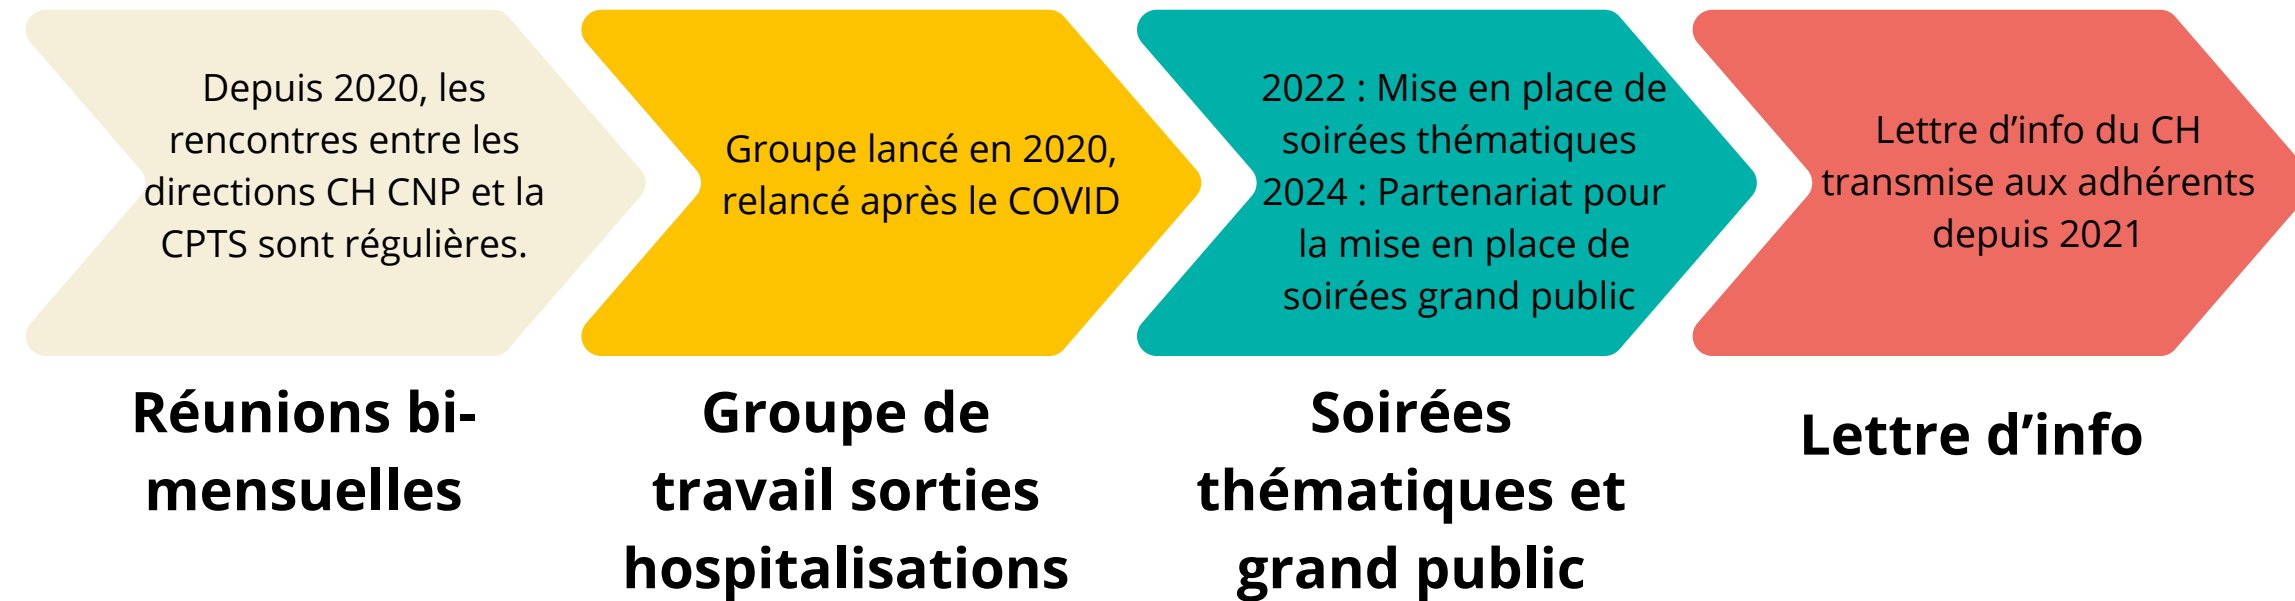 Depuis 2020, les
rencontres entre les
directions CH CNP et la
CPTS sont régulières.
Réunions bi-
mensuelles
Groupe lancé en 2020,
relancé après le COVID
Groupe de
travail sorties
hospitalisations
2022 : Mise en place de
soirées thématiques
2024 : Partenariat pour
la mise en place de
soirées grand public
Soirées
thématiques et
grand public
Lettre d’info du CH
transmise aux adhérents
depuis 2021
Lettre d’info